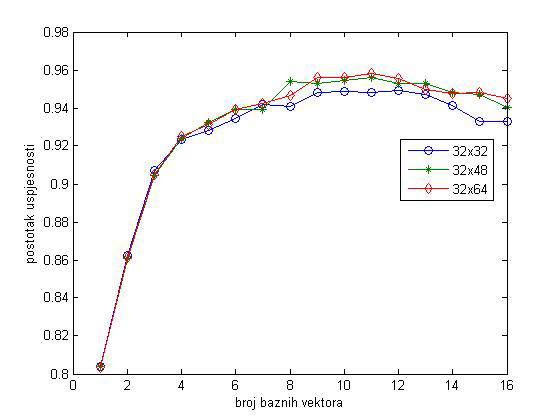 0.98
0.96
0.94
0.92
0.9
0.88
0.86
0.84
0.82
0.8
postotak uspjesnosti
32x32
32x48
32x64
0 2 4 6 8 10 12 14 16
broj baznih vektora